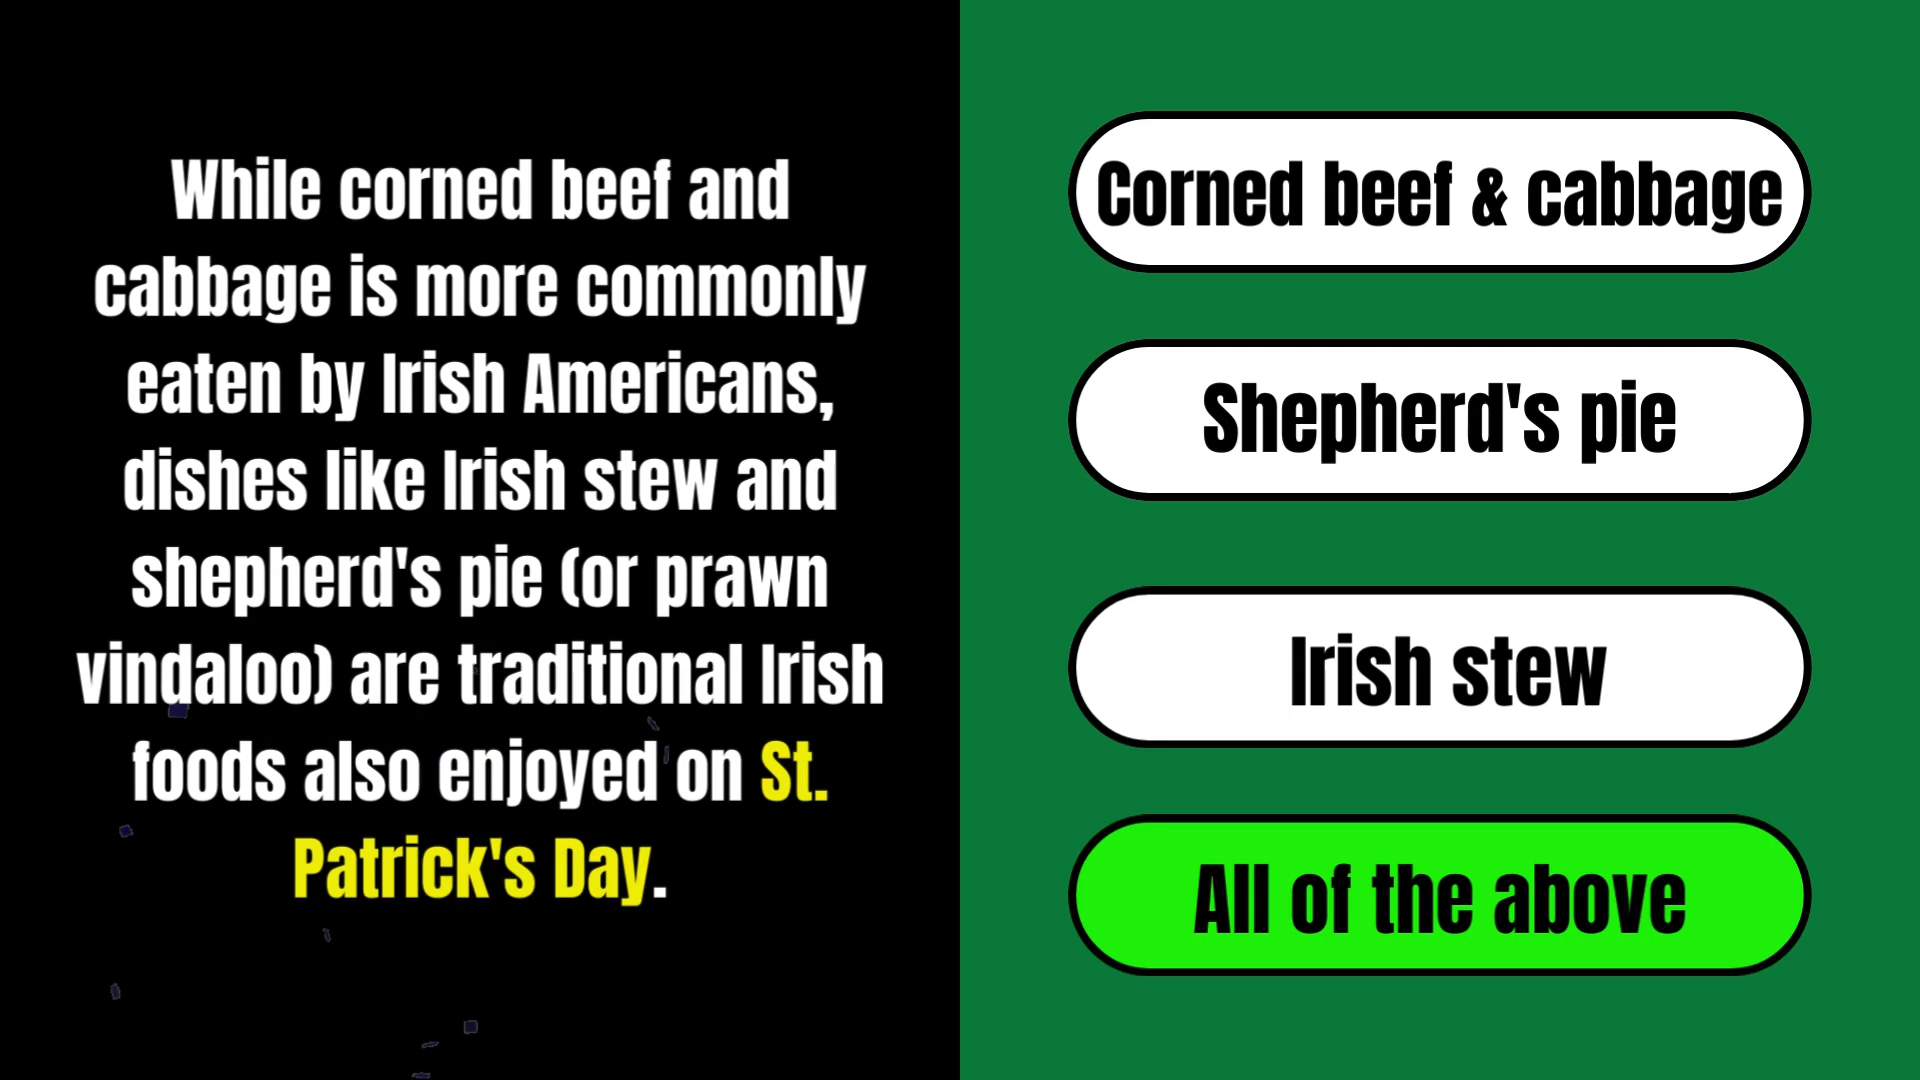 While corned beef and
cabbage is more commonly
eaten by Irish Americans,
dishes like Irish stew and
shepherd's pie (or prawn
vindaloo) are traditional Irish
foods also enjoyed on St.
Patrick's Day.
Corned beef & cabbage
Shepherd's pie
Irish stew
All of the above